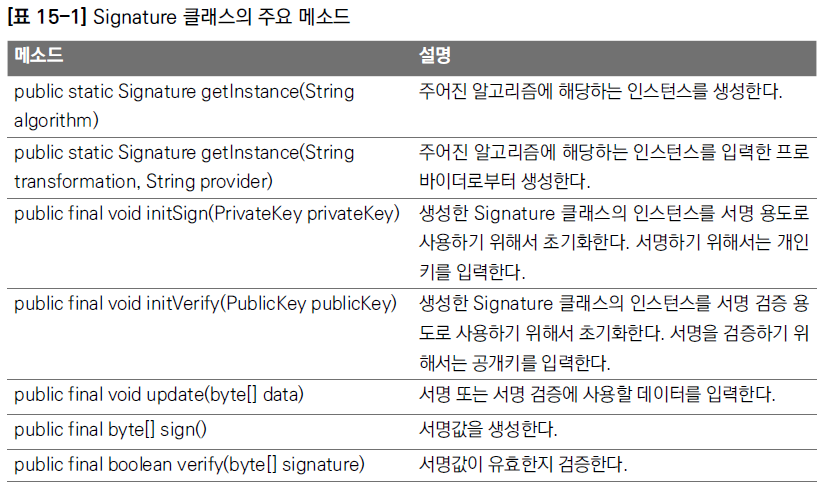 [표 15-1] Signature 클래스의 주요 메소드
메소드 설명
public static Signature getInstance(String 주어진 알고리즘에 해당하는 인스턴스를 생성한다.
algorithm)
public static Signature getInstance(String 주어진 알고리즘에 해당하는 인스턴스를 입력한 프로
transformation, String provider) 바이더로부터 생성한다.
public final void initSign(PrivateKey privateKey) 생성한 Signature 클래스의 인스턴스를 서명 용도로
사용하기 위해서 초기화한다. 서명하기 위해서는 개인
키를 입력한다.
public final void initVerify(PublicKey publicKey) 생성한 Signature 클래스의 인스턴스를 서명 검증 용
도로 사용하기 위해서 초기화한다. 서명을 검증하기 위
해서는 공개키를 입력한다.
public final void update(byte[] data) 서명 또는 서명 검증에 사용할 데이터를 입력한다.
public final byte[] sign() 서명값을 생성한다.
public final boolean verify(byte[] signature) 서명값이 유효한지 검증한다.